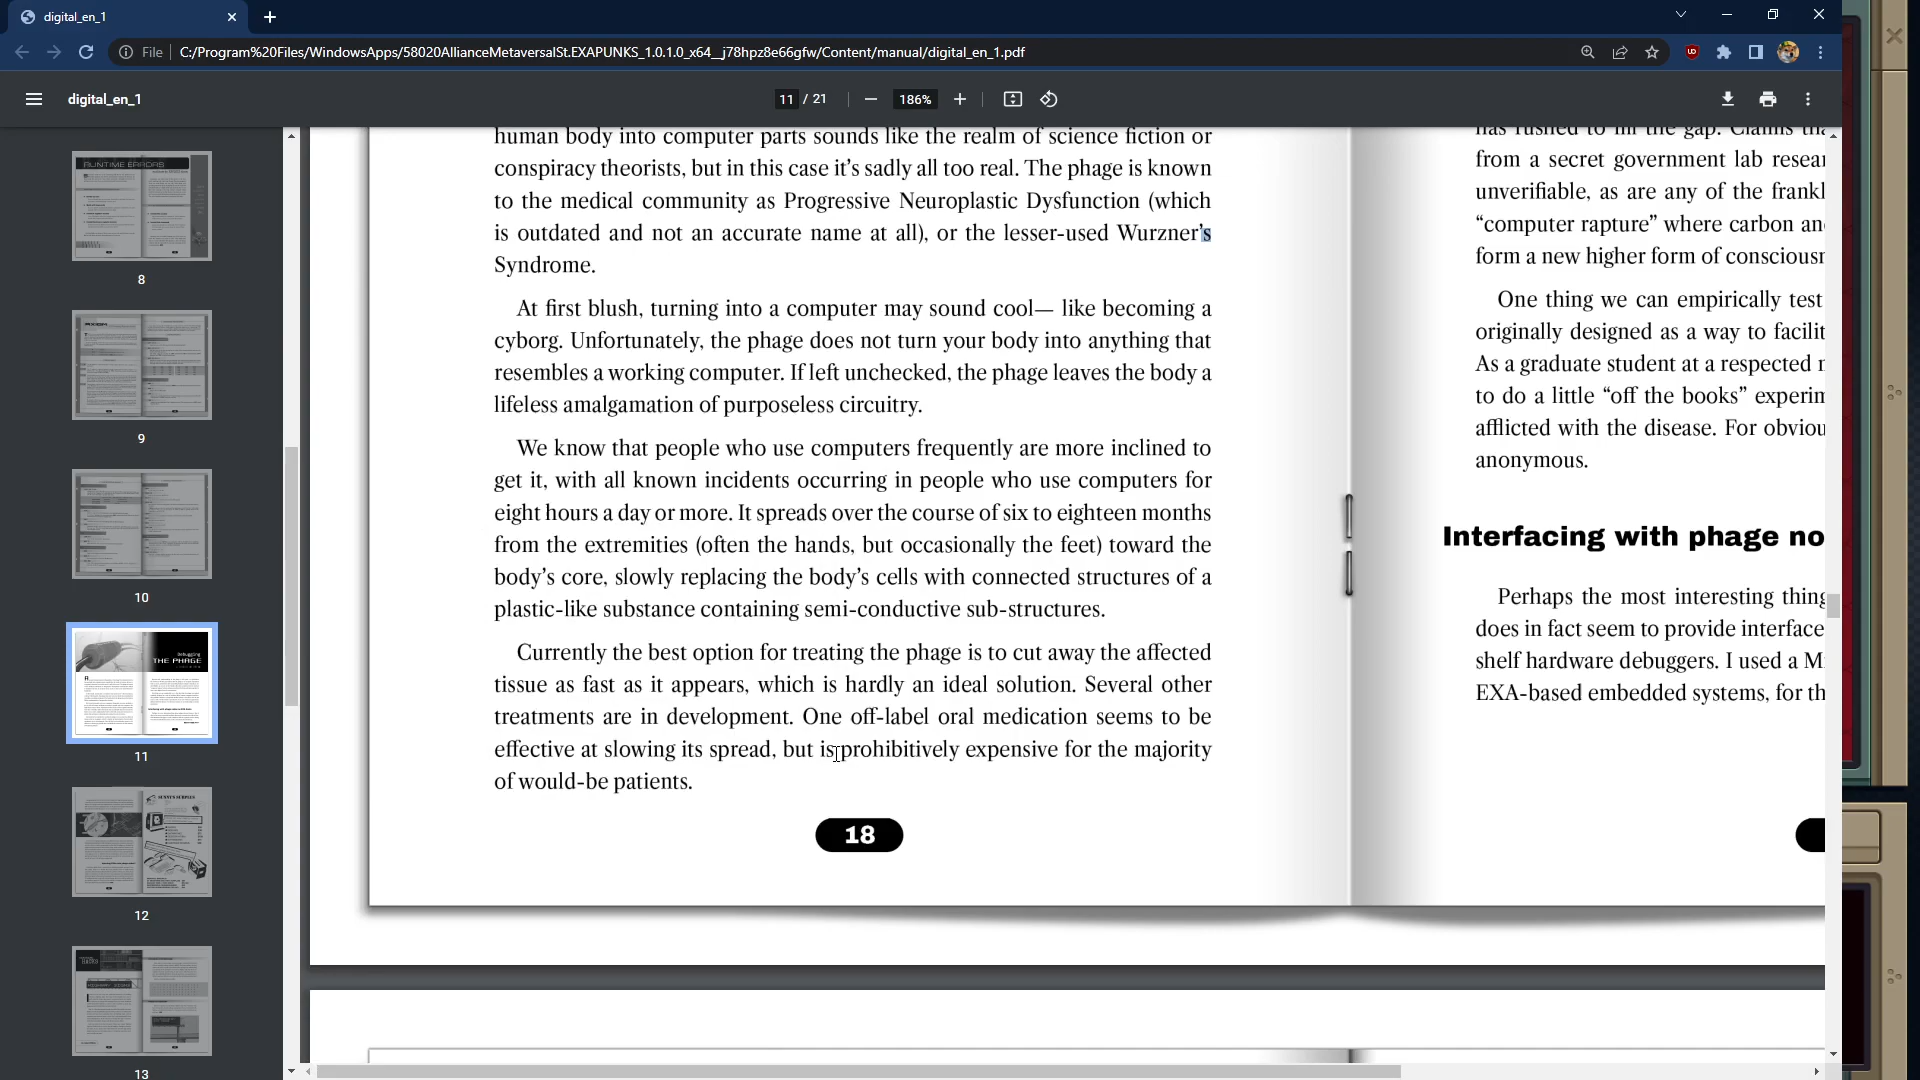 digital_en_1
File
C:/Program%20Files/WindowsApps/58020AllianceMetaversalSt.EXAPUNKS_1.0.1.0_x64__j78hpz8e66gfw/Content/manual/digital_en_1.pdf
digital_en_1
11 / 21
186%
RUNTIME ERRORS
8
9
10
Debugging
THE PHAGE
11
SUNNY'S SURPLUS
12
13
human body into computer parts sounds like the realm of science fiction or
conspiracy theorists, but in this case it’s sadly all too real. The phage is known
to the medical community as Progressive Neuroplastic Dysfunction (which
is outdated and not an accurate name at all), or the lesser-used Wurzner’s
Syndrome.
At first blush, turning into a computer may sound cool— like becoming a
cyborg. Unfortunately, the phage does not turn your body into anything that
resembles a working computer. If left unchecked, the phage leaves the body a
lifeless amalgamation of purposeless circuitry.
We know that people who use computers frequently are more inclined to
get it, with all known incidents occurring in people who use computers for
eight hours a day or more. It spreads over the course of six to eighteen months
from the extremities (often the hands, but occasionally the feet) toward the
body’s core, slowly replacing the body’s cells with connected structures of a
plastic-like substance containing semi-conductive sub-structures.
Currently the best option for treating the phage is to cut away the affected
tissue as fast as it appears, which is hardly an ideal solution. Several other
treatments are in development. One off-label oral medication seems to be
effective at slowing its spread, but is prohibitively expensive for the majority
of would-be patients.
18
has rushed to fill the gap. Claims
from a secret government lab
unverifiable, as are any of the
“computer rapture” where carbon
form a new higher form of
One thing we can empirically test
originally designed as a way to
As a graduate student at a respected
to do a little “off the books”
afflicted with the disease. For
anonymous.
Interfacing with phage
Perhaps the most interesting
does in fact seem to provide
shelf hardware debuggers. I used a
EXA-based embedded systems, for